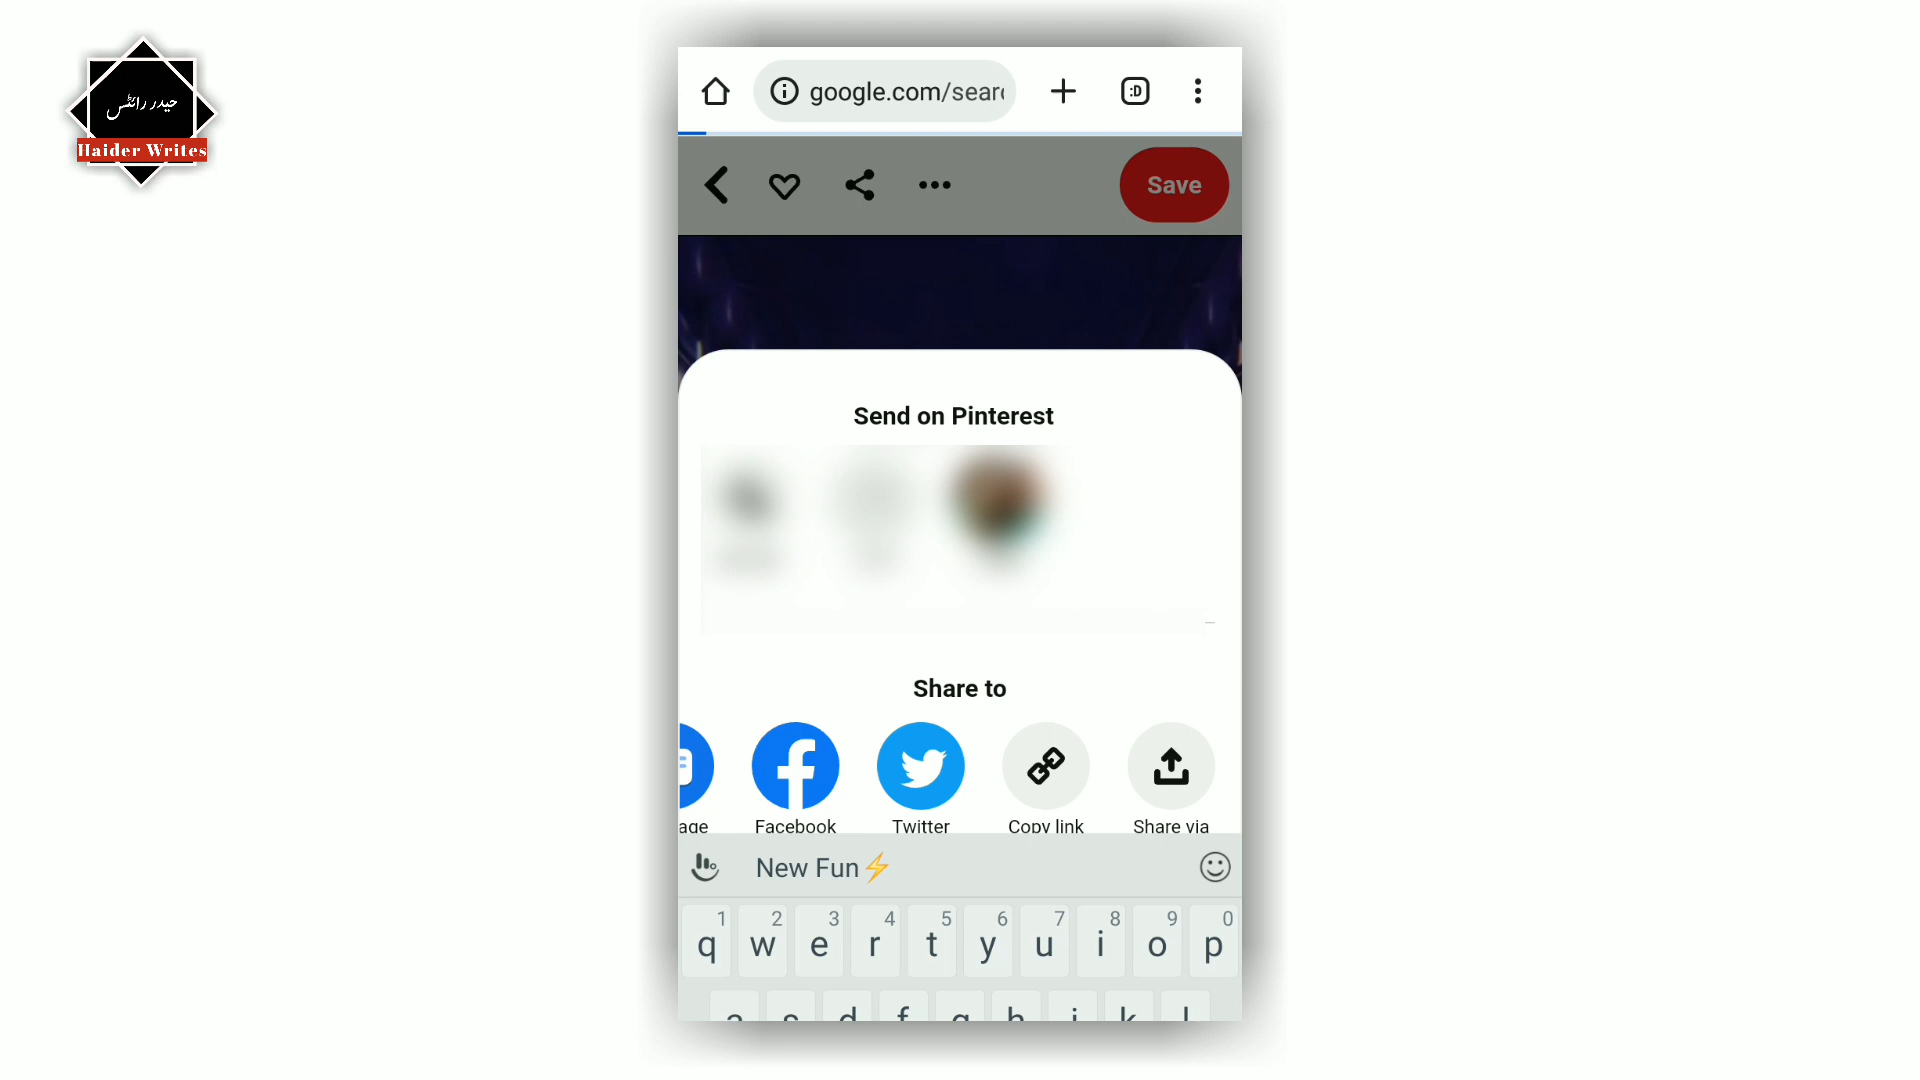 حیدر رائٹس
Haider Writes
google.com/sear
Save
Send on Pinterest
Share to
age
Facebook
Twitter
Copy link
Share via
New Fun⚡
1 2 3 4 5 6 7 8 9 0
q w e r t y u i o p
a s d f g h j k l